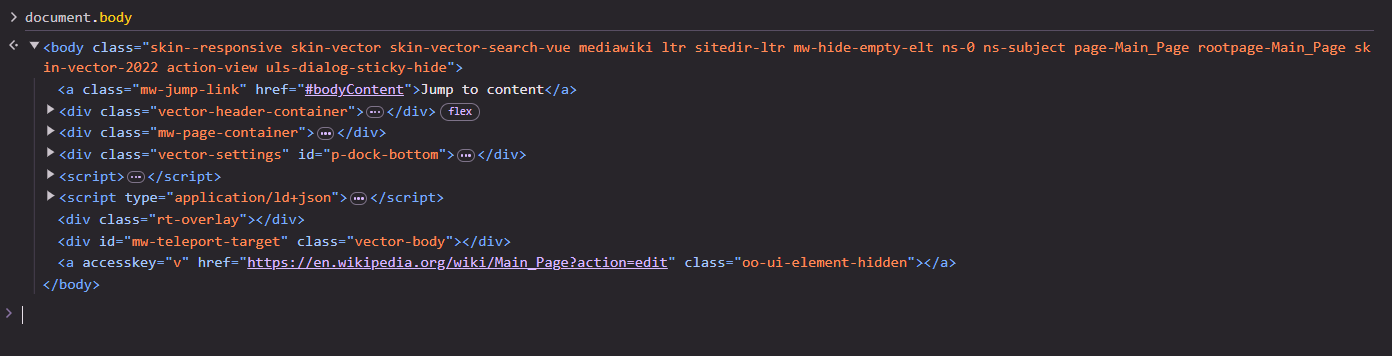 document.body
<body class="skin--responsive skin-vector skin-vector-search-vue mediawiki ltr sitedir-ltr mw-hide-empty-elt ns-0 ns-subject page-Main_Page rootpage-Main_Page sk
in-vector-2022 action-view uls-dialog-sticky-hide">
<a class="mw-jump-link" href="#bodyContent">Jump to content</a>
<div class="vector-header-container">…</div> flex
<div class="mw-page-container">…</div>
<div class="vector-settings" id="p-dock-bottom">…</div>
<script>…</script>
<script type="application/ld+json">…</script>
<div class="rt-overlay"></div>
<div id="mw-teleport-target" class="vector-body"></div>
<a accesskey="v" href="https://en.wikipedia.org/wiki/Main_Page?action=edit" class="oo-ui-element-hidden"></a>
</body>